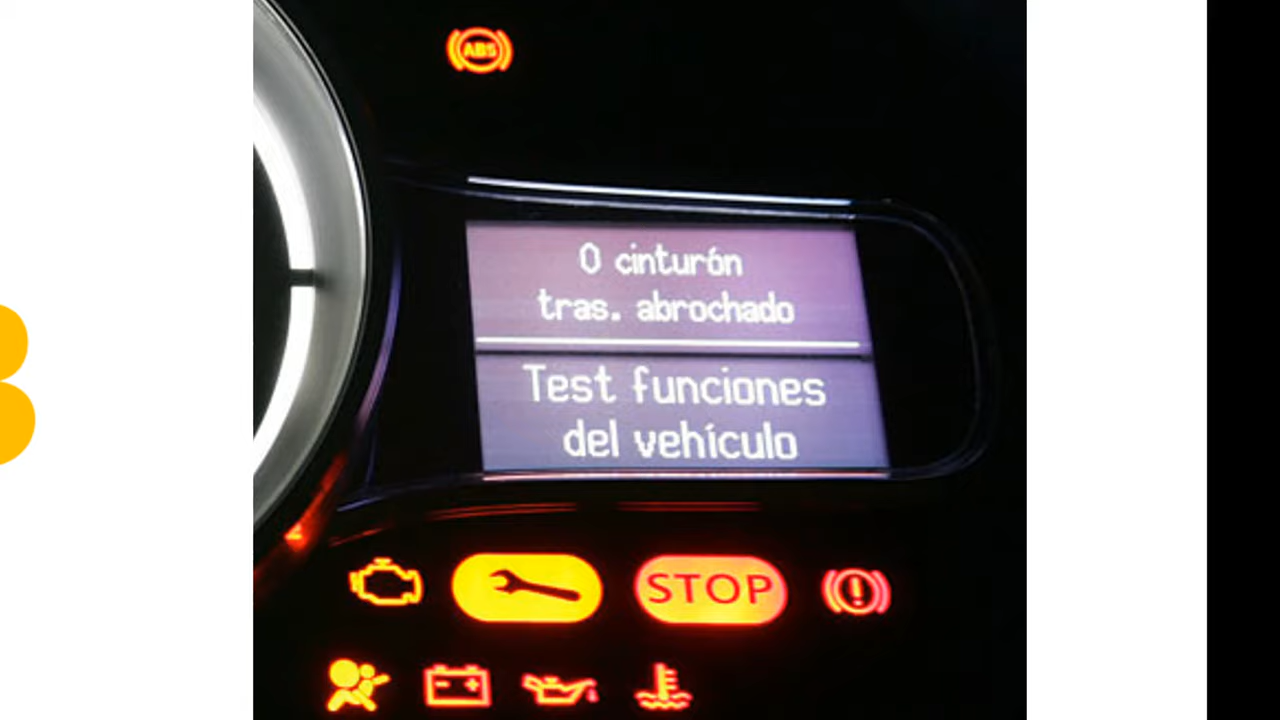 ABS
0 cinturón
tras. abrochado
Test funciones
del vehículo
STOP